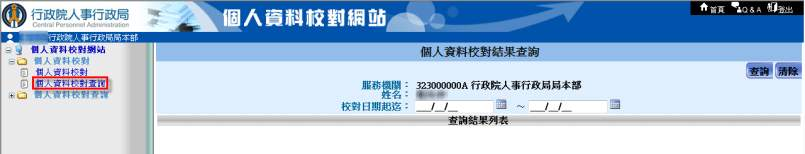 行政院人事行政局
Central Personnel Administration
個人資料校對網站
首頁 Q & A 登出
行政院人事行政局局本部
個人資料校對網站
個人資料校對
個人資料校對
個人資料校對查詢
個人資料校對查詢
個人資料校對結果查詢
查詢 清除
服務機關： 323000000A 行政院人事行政局局本部
姓名：
校對日期起迄： ___/__/__ ～ ___/__/__
查詢結果列表